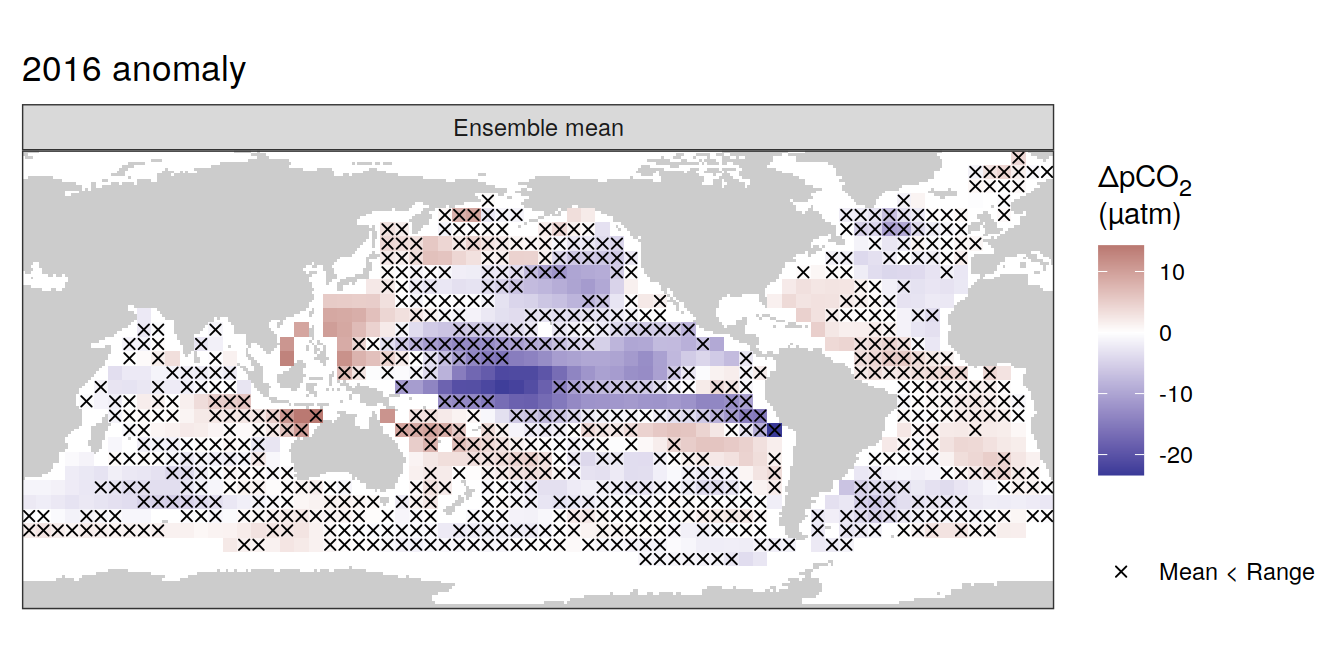 2016 anomaly
Ensemble mean
ΔpCO₂
(µatm)
10
0
-10
-20
Mean < Range